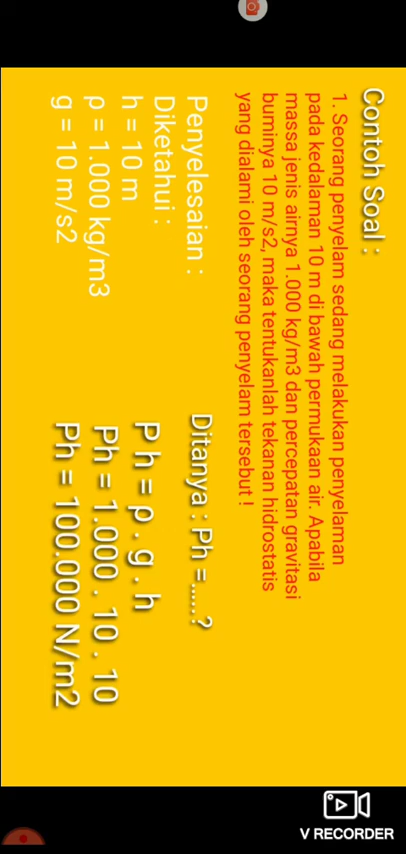 Contoh Soal :
1. Seorang penyelam sedang melakukan penyelaman
pada kedalaman 10 m di bawah permukaan air. Apabila
massa jenis airnya 1.000 kg/m3 dan percepatan gravitasi
buminya 10 m/s2, maka tentukanlah tekanan hidrostatis
yang dialami oleh seorang penyelam tersebut !
Penyelesaian :
Diketahui :
h = 10 m
ρ = 1.000 kg/m3
g = 10 m/s2
Ditanya : Ph =.....?
P h = ρ . g . h
Ph = 1.000 . 10 . 10
Ph = 100.000 N/m2
V RECORDER